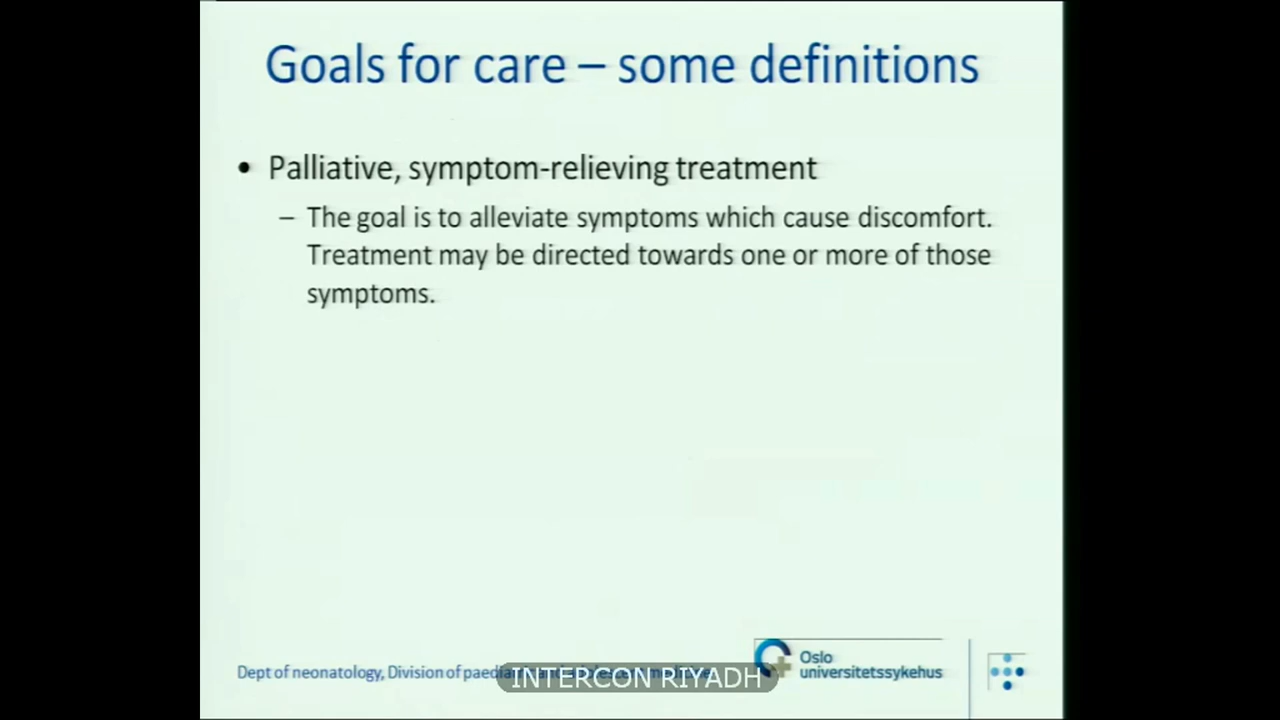 Goals for care – some definitions
• Palliative, symptom-relieving treatment
– The goal is to alleviate symptoms which cause discomfort.
Treatment may be directed towards one or more of those
symptoms.
Dept of neonatology, Division of
INTERCON RIYADH
Oslo
universitetssykehus